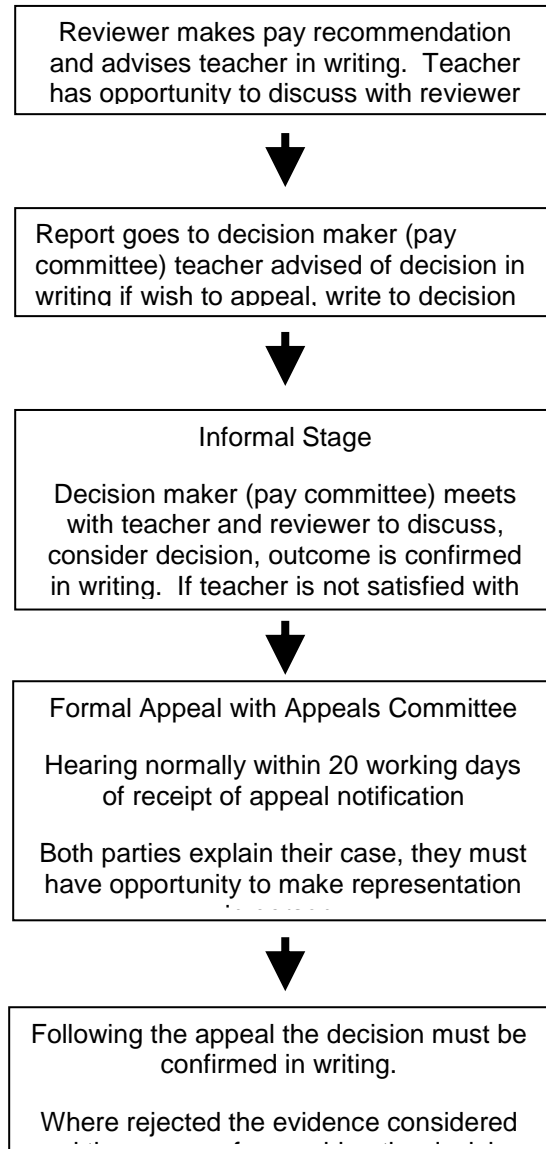 Reviewer makes pay recommendation
and advises teacher in writing. Teacher
has opportunity to discuss with reviewer
Report goes to decision maker (pay
committee) teacher advised of decision in
writing if wish to appeal, write to decision
Informal Stage
Decision maker (pay committee) meets
with teacher and reviewer to discuss,
consider decision, outcome is confirmed
in writing. If teacher is not satisfied with
Formal Appeal with Appeals Committee
Hearing normally within 20 working days
of receipt of appeal notification
Both parties explain their case, they must
have opportunity to make representation
Following the appeal the decision must be
confirmed in writing.
Where rejected the evidence considered